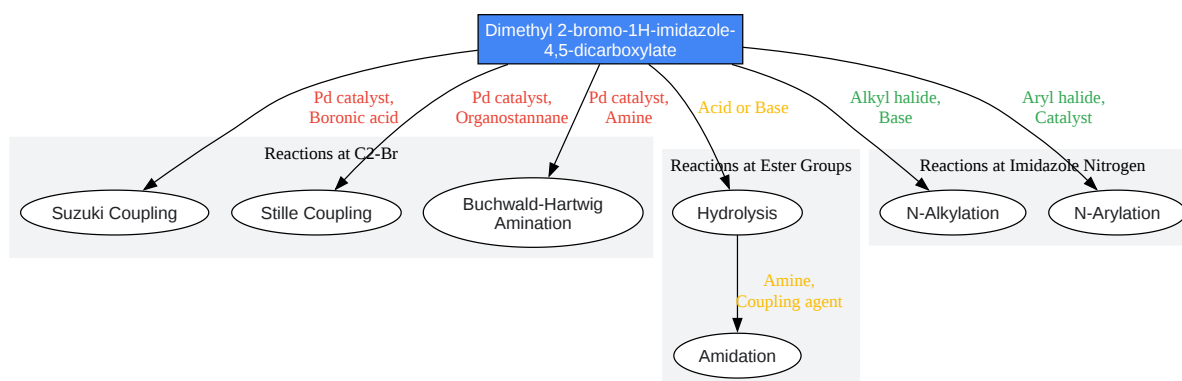 Dimethyl 2-bromo-1H-imidazole-
4,5-dicarboxylate
Pd catalyst,
Boronic acid
Pd catalyst,
Organostannane
Pd catalyst,
Amine
Acid or Base
Alkyl halide,
Base
Aryl halide,
Catalyst
Reactions at C2-Br
Reactions at Ester Groups
Reactions at Imidazole Nitrogen
Suzuki Coupling
Stille Coupling
Buchwald-Hartwig
Amination
Hydrolysis
N-Alkylation
N-Arylation
Amine,
Coupling agent
Amidation